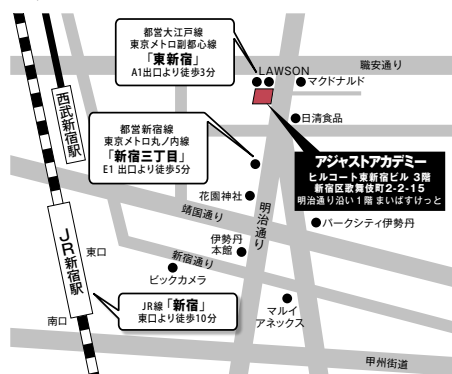 都営大江戸線
東京メトロ副都心線
「東新宿」
A1出口より徒歩3分
LAWSON
職安通り
マクドナルド
日清食品
西武新宿駅
都営新宿線
東京メトロ丸ノ内線
「新宿三丁目」
E1 出口より徒歩5分
アジャストアカデミー
ヒルコート東新宿ビル 3階
新宿区歌舞伎町2-2-15
明治通り沿い1階 まいばすけっと
花園神社
明治通り
靖国通り
パークシティ伊勢丹
JR新宿駅
東口
新宿通り
伊勢丹
本館
ビックカメラ
JR線「新宿」
東口より徒歩10分
南口
マルイ
アネックス
甲州街道